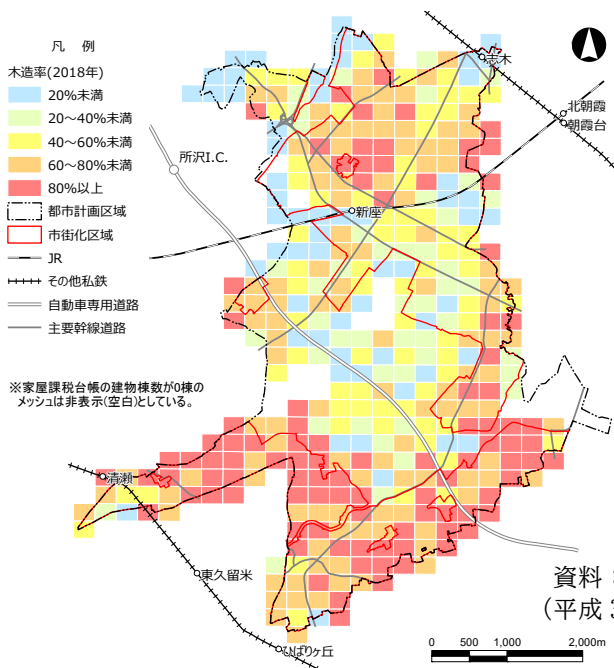 凡 例
木造率(2018年)
20%未満
20～40%未満
40～60%未満
60～80%未満
80%以上
都市計画区域
市街化区域
JR
その他私鉄
自動車専用道路
主要幹線道路
※家屋課税台帳の建物棟数が0棟の
メッシュは非表示(空白)としている。
志木
北朝霞
朝霞台
所沢I.C.
新座
清瀬
東久留米
ひばりヶ丘
資料
(平成
0 500 1,000 2,000m